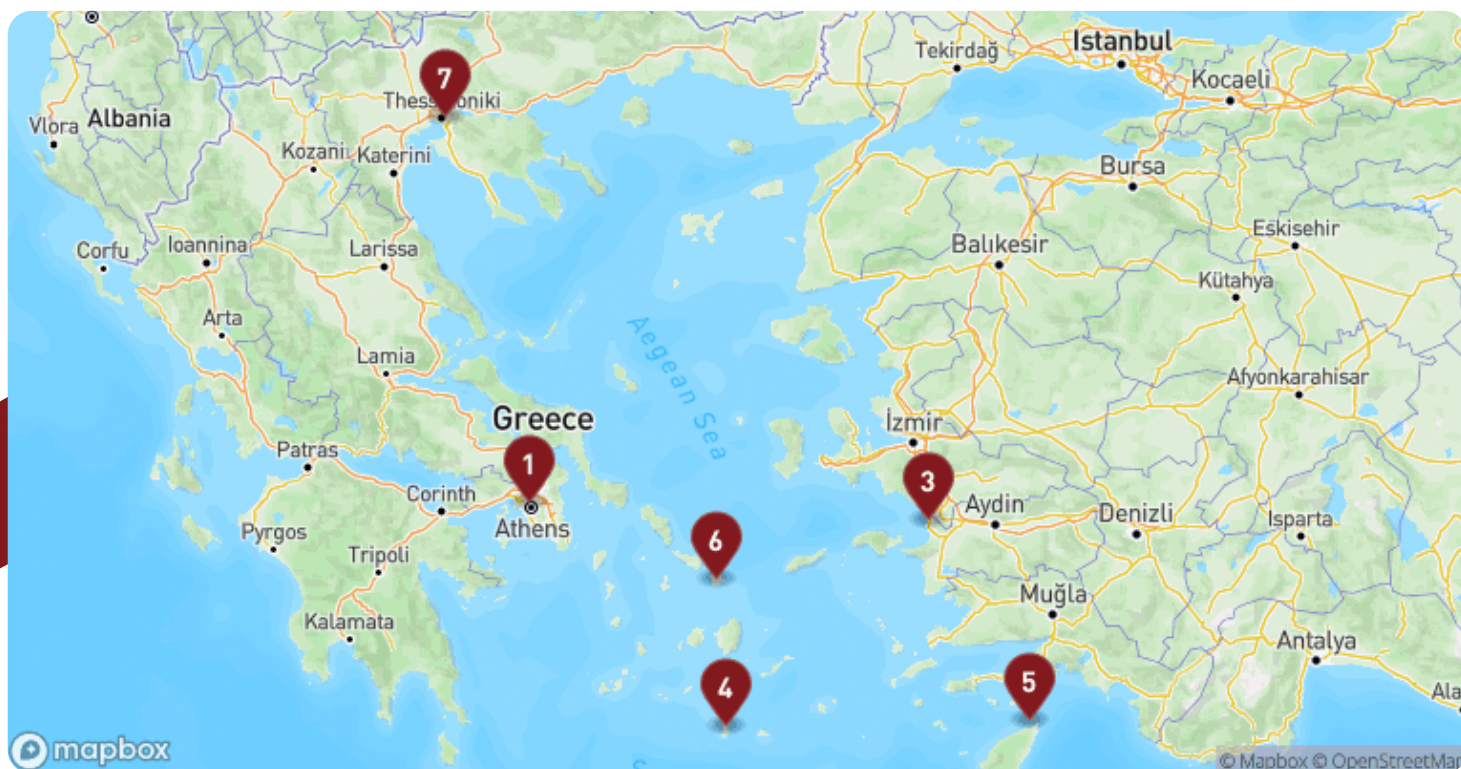 Istanbul
Tekirdağ
Kocaeli
7
Thessaloniki
Albania
Vlora
Kozani
Katerini
Bursa
Corfu
Ioannina
Larissa
Balıkesir
Eskisehir
Kütahya
Arta
Aegean Sea
Lamia
Afyonkarahisar
Greece
İzmir
Patras
1
3
Corinth
Athens
Aydin
Denizli
Isparta
Pyrgos
6
Tripoli
Muğla
Kalamata
Antalya
4
5
Ala
S
mapbox
© Mapbox © OpenStreetMap